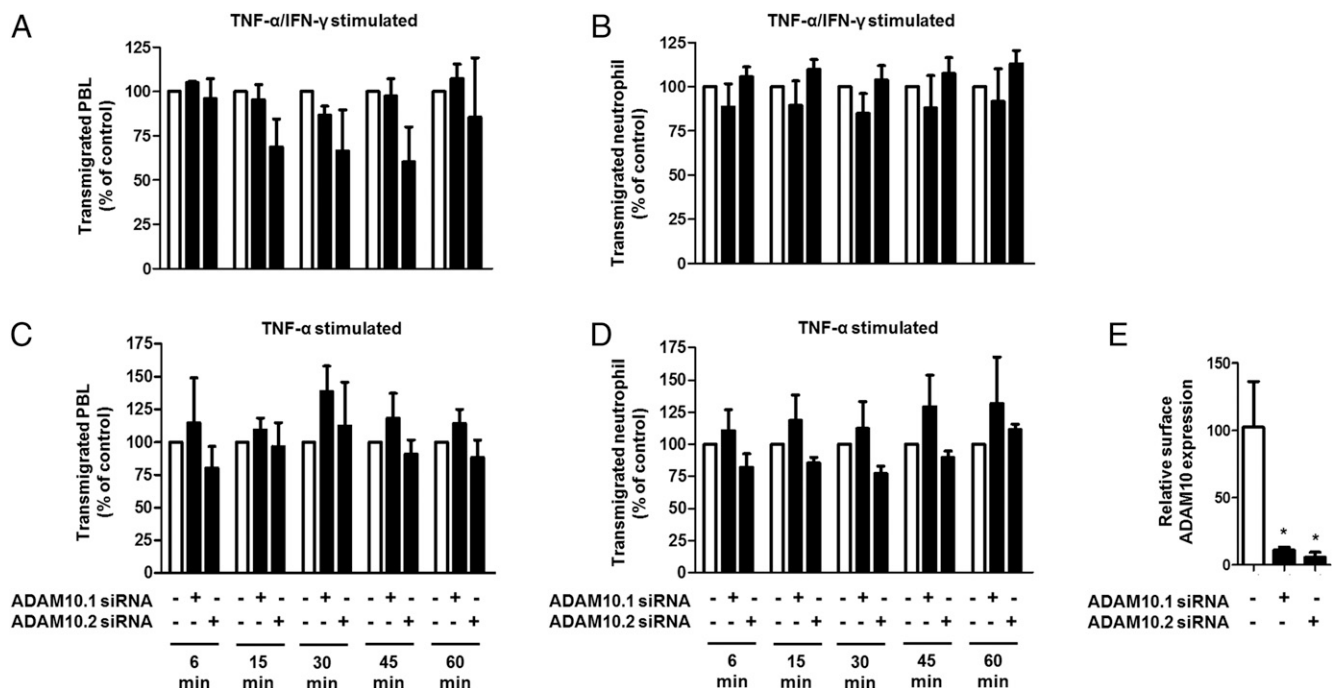 A
TNF-α/IFN-γ stimulated
Transmigrated PBL
(% of control)
125
100
75
50
25
0
B
TNF-α/IFN-γ stimulated
Transmigrated neutrophil
(% of control)
125
100
75
50
25
0
C
TNF-α stimulated
Transmigrated PBL
(% of control)
175
150
125
100
75
50
25
0
ADAM10.1 siRNA - + - - + - - + - - + - - + -
ADAM10.2 siRNA - - + - - + - - + - - + - - +
6 15 30 45 60
min min min min min
D
TNF-α stimulated
Transmigrated neutrophil
(% of control)
175
150
125
100
75
50
25
0
ADAM10.1 siRNA - + - - + - - + - - + - - + -
ADAM10.2 siRNA - - + - - + - - + - - + - - +
6 15 30 45 60
min min min min min
E
Relative surface
ADAM10 expression
150
100
50
0
* *
ADAM10.1 siRNA - + -
ADAM10.2 siRNA - - +